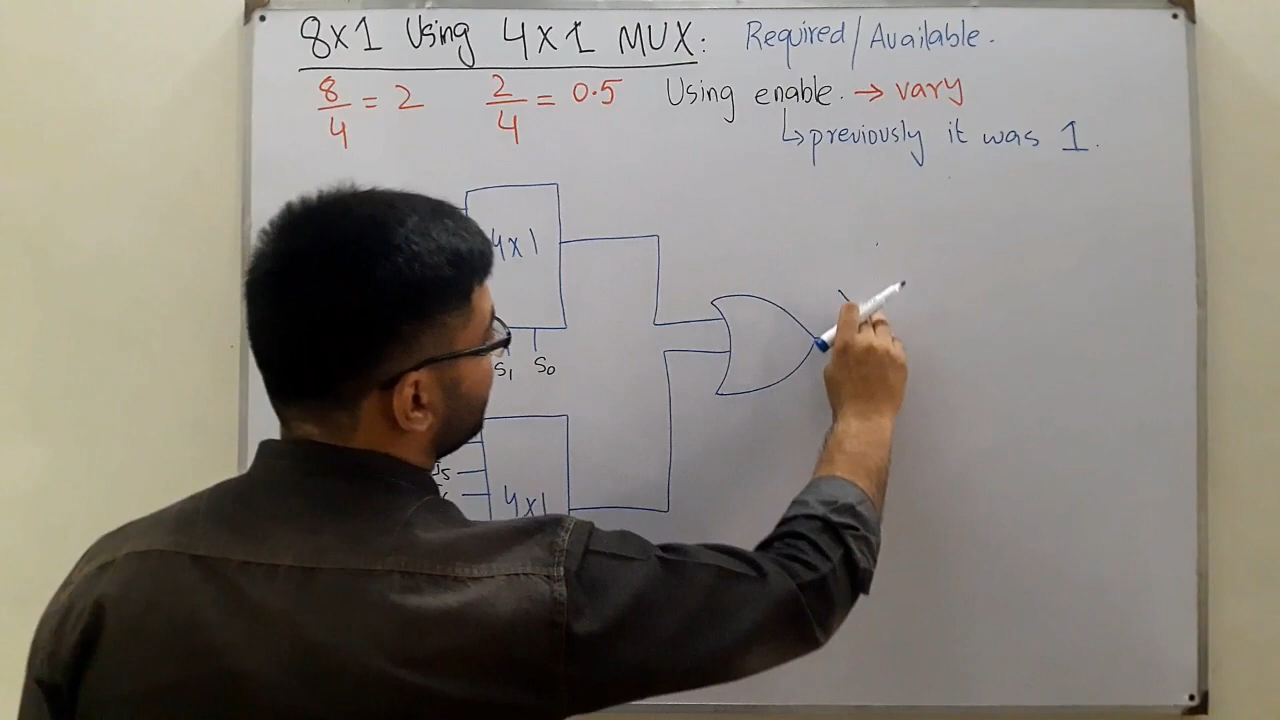 8x1 Using 4x1 MUX: Required/Available.
8/4 = 2 2/4 = 0.5 Using enable. → vary
↳ previously it was 1.
4x1
S1 S0
I5
4x1